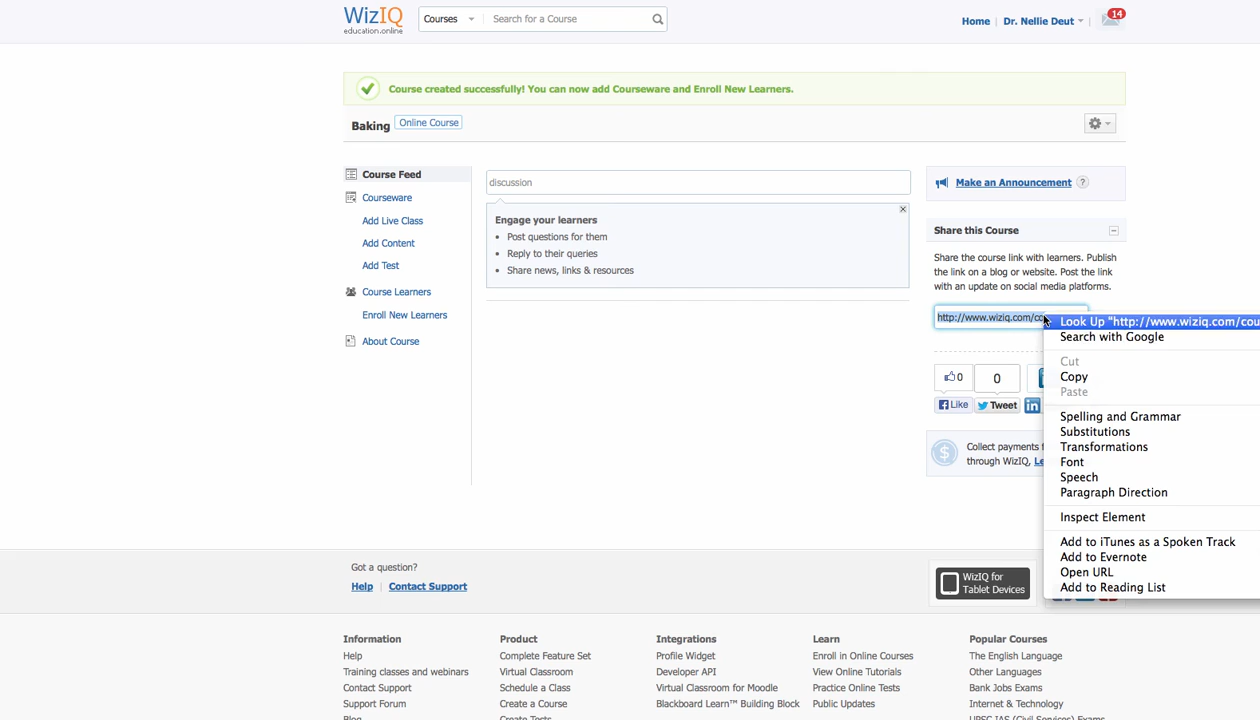 WizIQ
education.online
Courses
Search for a Course
Home
Dr. Nellie Deut
14
Course created successfully! You can now add Courseware and Enroll New Learners.
Baking
Online Course
Course Feed
Courseware
Add Live Class
Add Content
Add Test
Course Learners
Enroll New Learners
About Course
discussion
Engage your learners
• Post questions for them
• Reply to their queries
• Share news, links & resources
Make an Announcement ?
Share this Course
Share the course link with learners. Publish
the link on a blog or website. Post the link
with an update on social media platforms.
http://www.wiziq.com/co
0
0
Like
Tweet
in
$
Collect payments
through WizIQ,
Look Up "http://www.wiziq.com/cou
Search with Google
Cut
Copy
Paste
Spelling and Grammar
Substitutions
Transformations
Font
Speech
Paragraph Direction
Inspect Element
Add to iTunes as a Spoken Track
Add to Evernote
Open URL
Add to Reading List
Got a question?
Help | Contact Support
WizIQ for
Tablet Devices
Information
Help
Training classes and webinars
Contact Support
Support Forum
Blog
Product
Complete Feature Set
Virtual Classroom
Schedule a Class
Create a Course
Create Tests
Integrations
Profile Widget
Developer API
Virtual Classroom for Moodle
Blackboard Learn™ Building Block
Learn
Enroll in Online Courses
View Online Tutorials
Practice Online Tests
Public Updates
Popular Courses
The English Language
Other Languages
Bank Jobs Exams
Internet & Technology
UPSC IAS (Civil Services) Exams